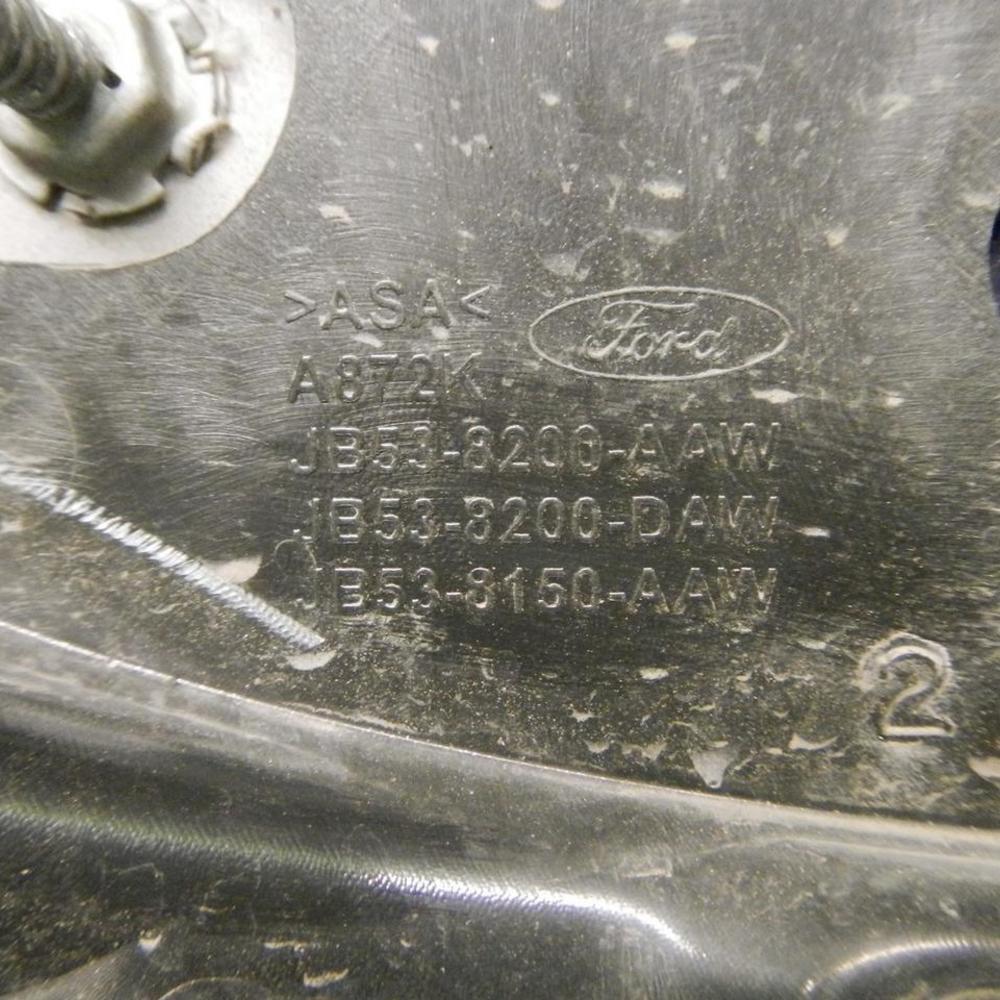 >ASA<
Ford
A872K
JB53-8200-AAW
JB53-8200-DAW
JB53-8150-AAW
2